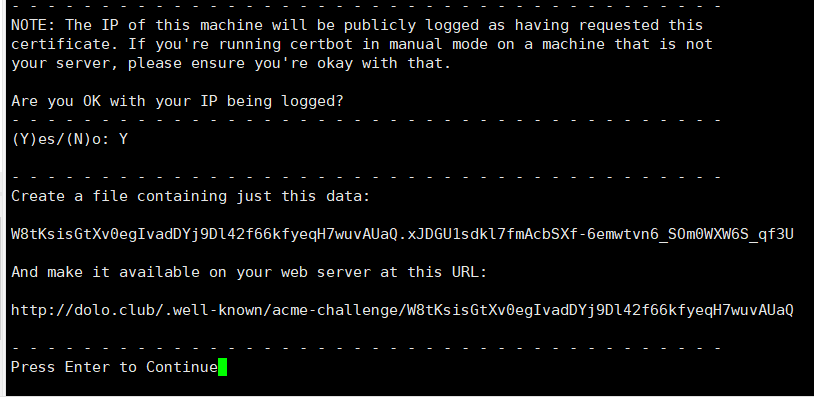 - - - - - - - - - - - - - - - - - - - - - - - - - - - - - - - - - - - - - - - -
NOTE: The IP of this machine will be publicly logged as having requested this
certificate. If you're running certbot in manual mode on a machine that is not
your server, please ensure you're okay with that.
Are you OK with your IP being logged?
- - - - - - - - - - - - - - - - - - - - - - - - - - - - - - - - - - - - - - - -
(Y)es/(N)o: Y
- - - - - - - - - - - - - - - - - - - - - - - - - - - - - - - - - - - - - - - -
Create a file containing just this data:
W8tKsisGtXv0egIvadDYj9Dl42f66kfyeqH7wuvAUaQ.xJDGU1sdkl7fmAcbSXf-6emwtvn6_SOm0WXW6S_qf3U
And make it available on your web server at this URL:
http://dolo.club/.well-known/acme-challenge/W8tKsisGtXv0egIvadDYj9Dl42f66kfyeqH7wuvAUaQ
- - - - - - - - - - - - - - - - - - - - - - - - - - - - - - - - - - - - - - - -
Press Enter to Continue